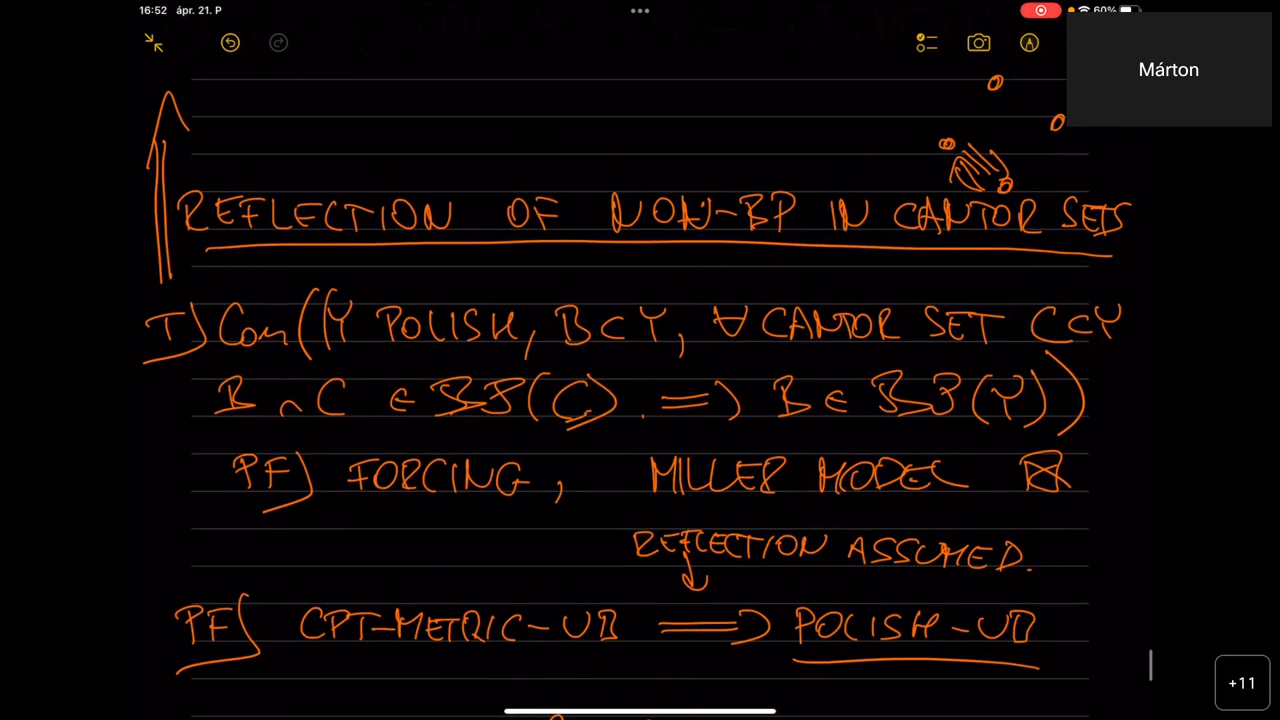 16:52 ápr. 21. P
60%
Márton
REFLECTION OF NON-BP IN CANTOR SETS
T) Con((Y POLISH, B⊂Y, ∀ CANTOR SET C⊂Y
B∩C ∈ BP(C) ⟹ B ∈ BP(Y))
PF) FORCING, MILLER MODEL ☒
REFLECTION ASSUMED.
PF) CPT-METRIC-UB ⟹ POLISH-UB
+11